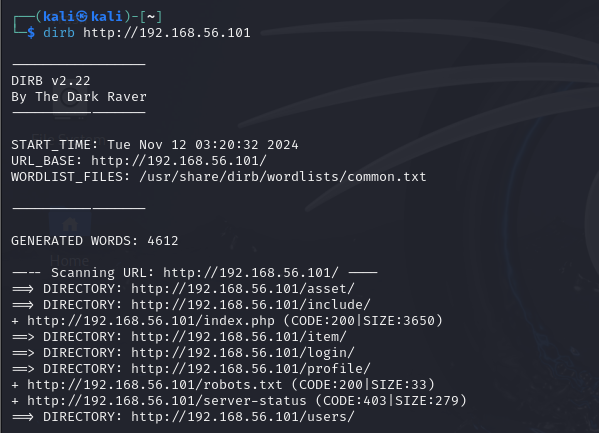 ┌──(kali㉿kali)-[~]
└─$ dirb http://192.168.56.101
-----------------
DIRB v2.22
By The Dark Raver
-----------------
START_TIME: Tue Nov 12 03:20:32 2024
URL_BASE: http://192.168.56.101/
WORDLIST_FILES: /usr/share/dirb/wordlists/common.txt
-----------------
GENERATED WORDS: 4612
---- Scanning URL: http://192.168.56.101/ ----
==> DIRECTORY: http://192.168.56.101/asset/
==> DIRECTORY: http://192.168.56.101/include/
+ http://192.168.56.101/index.php (CODE:200|SIZE:3650)
==> DIRECTORY: http://192.168.56.101/item/
==> DIRECTORY: http://192.168.56.101/login/
==> DIRECTORY: http://192.168.56.101/profile/
+ http://192.168.56.101/robots.txt (CODE:200|SIZE:33)
+ http://192.168.56.101/server-status (CODE:403|SIZE:279)
==> DIRECTORY: http://192.168.56.101/users/
Home